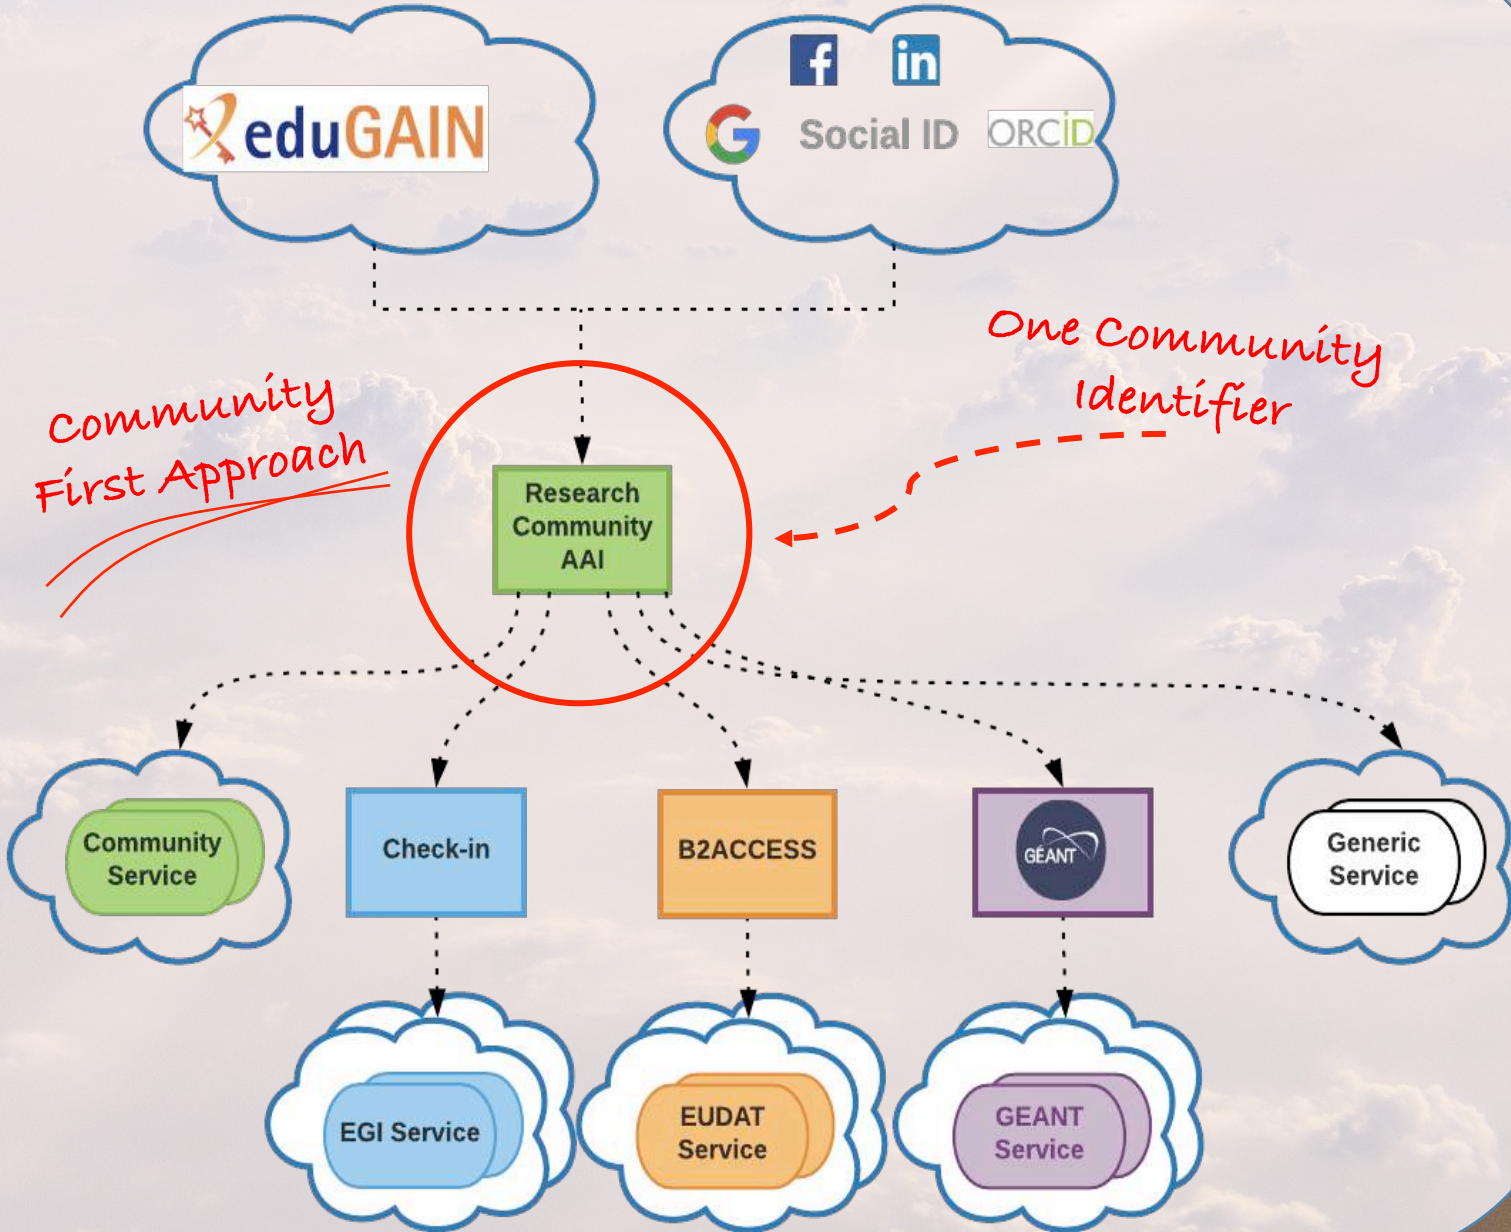 eduGAIN
Social ID
ORCiD
One Community
Identifier
Community
First Approach
Research
Community
AAI
Community
Service
Check-in
B2ACCESS
GÉANT
Generic
Service
EGI Service
EUDAT
Service
GEANT
Service